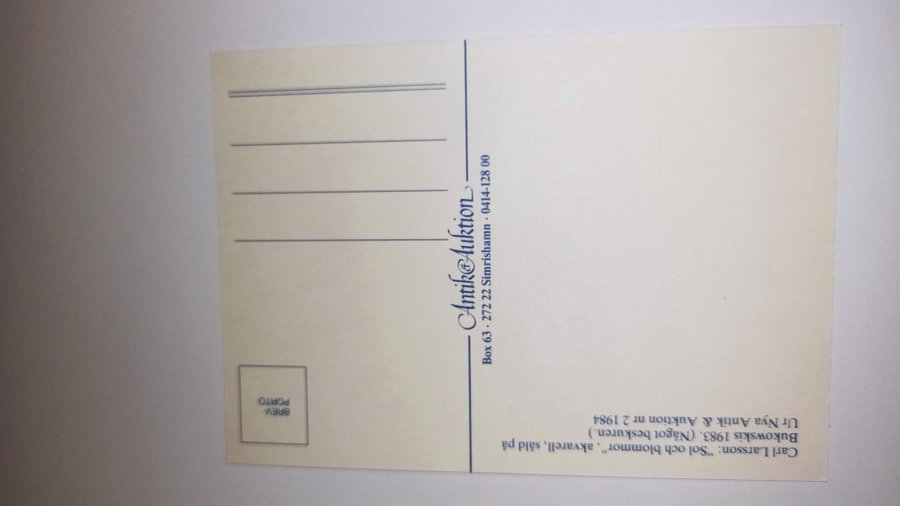 Carl Larsson: "Sol och blommor", akvarell, såld på
Bukowskis 1983. (Något beskuren.)
Ur Nya Antik & Auktion nr 2 1984
Antik & Auktion
Box 63 · 272 22 Simrishamn · 0414-128 00
BREV-
PORTO